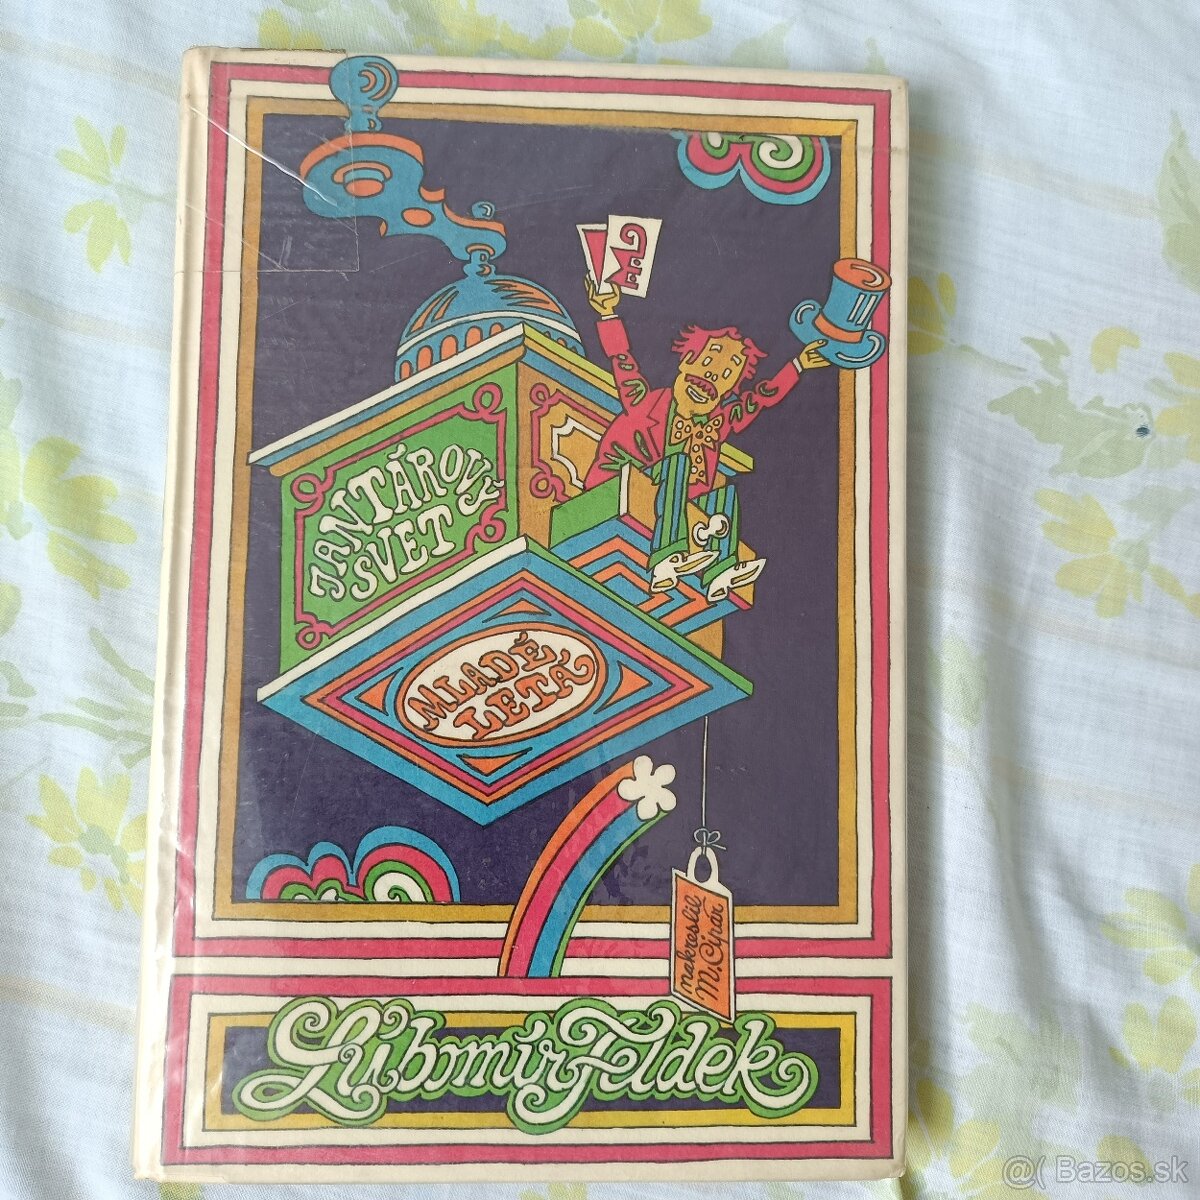 JANTÁROVÝ
SVET
MLADÉ
LETÁ
nakreslil
M. Cipár
Ľubomír Feldek
@( Bazos.sk